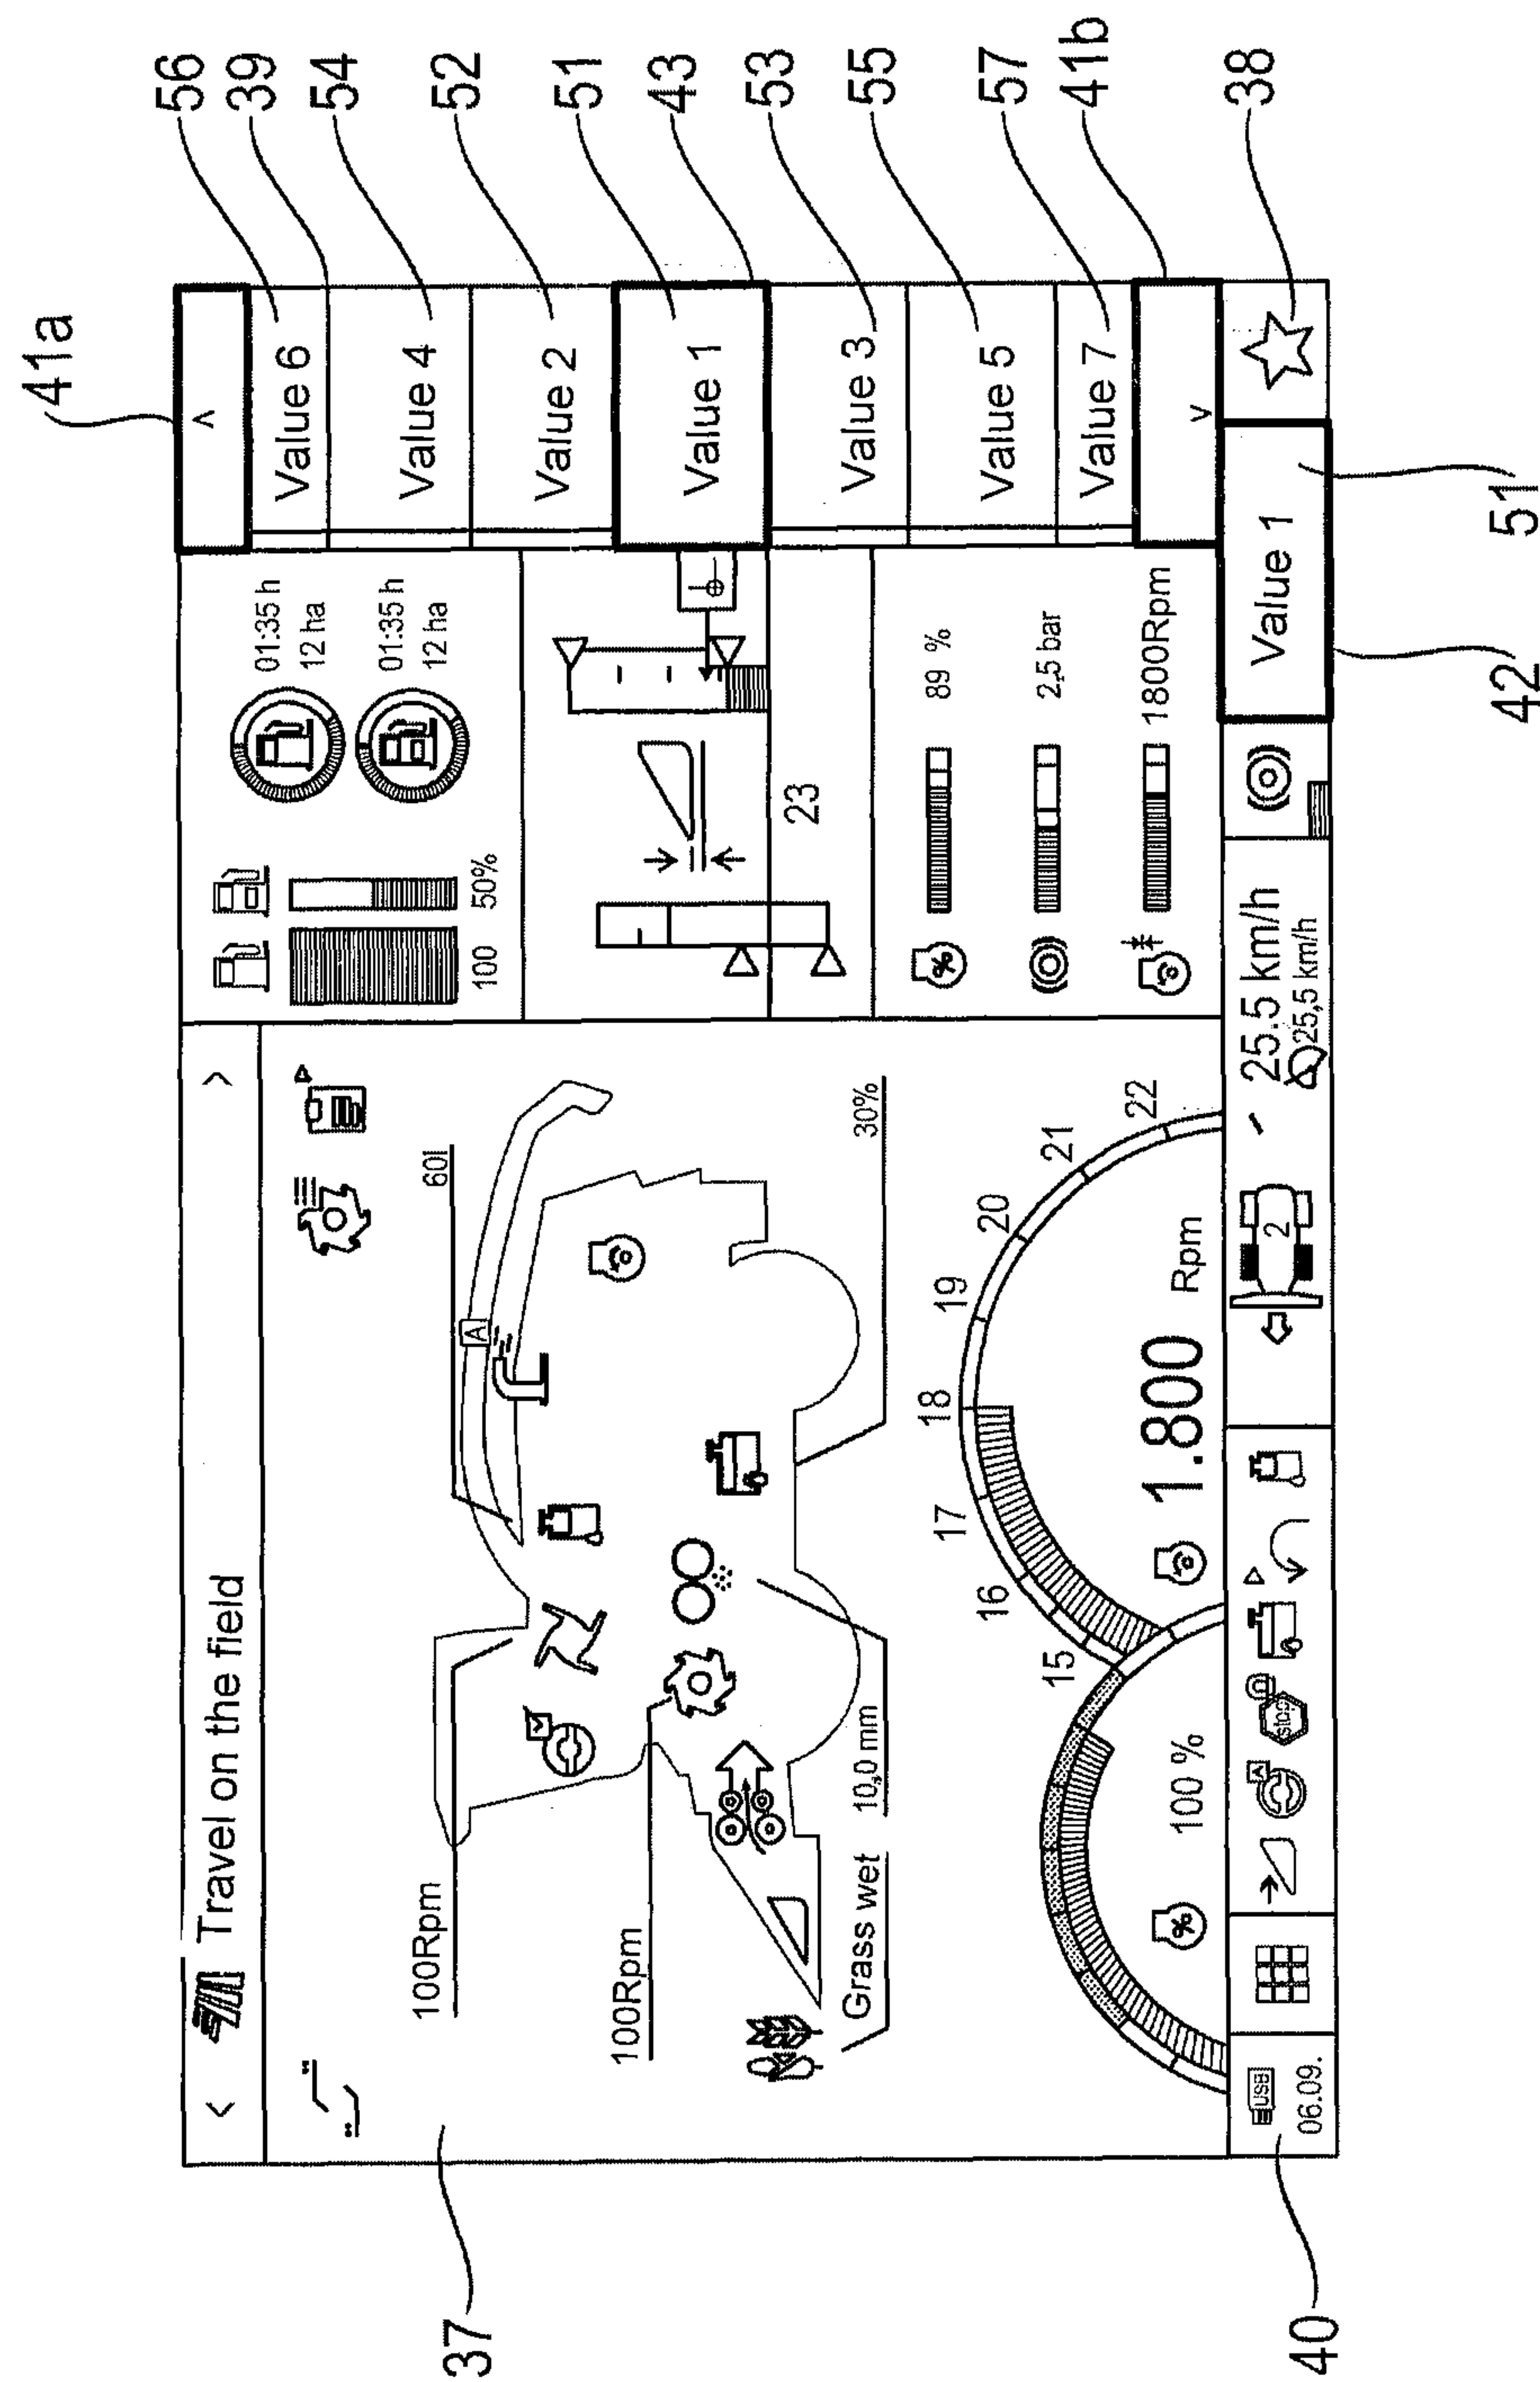 41a
56
39
54
52
51
43
53
55
57
41b
38
< Travel on the field >
01:35 h
12 ha
01:35 h
12 ha
100
50%
23
89 %
2,5 bar
1800Rpm
^
Value 6
Value 4
Value 2
Value 1
Value 3
Value 5
Value 7
v
100Rpm
60l
A
100Rpm
Grass wet
10,0 mm
30%
%
100 %
15
16
17
18
19
20
21
22
1.800 Rpm
USB
06.09.
A
stop
2
25.5 km/h
25,5 km/h
Value 1
37
40
42
51